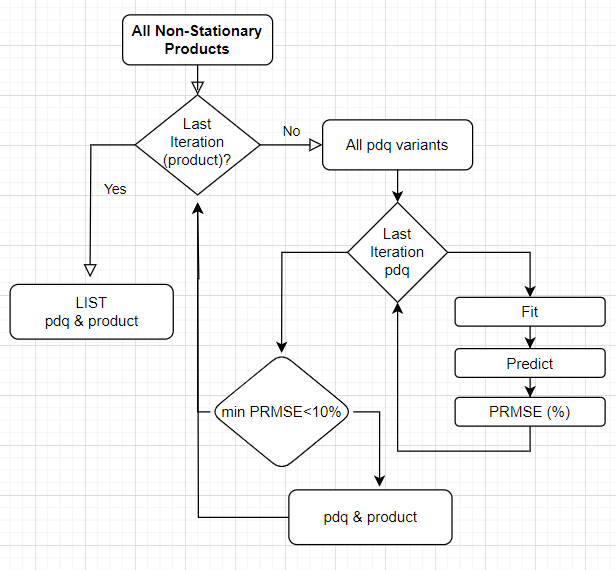 All Non-Stationary
Products
Last
Iteration
(product)?
No
All pdq variants
Yes
Last
Iteration
pdq
LIST
pdq & product
Fit
Predict
PRMSE (%)
min PRMSE<10%
pdq & product